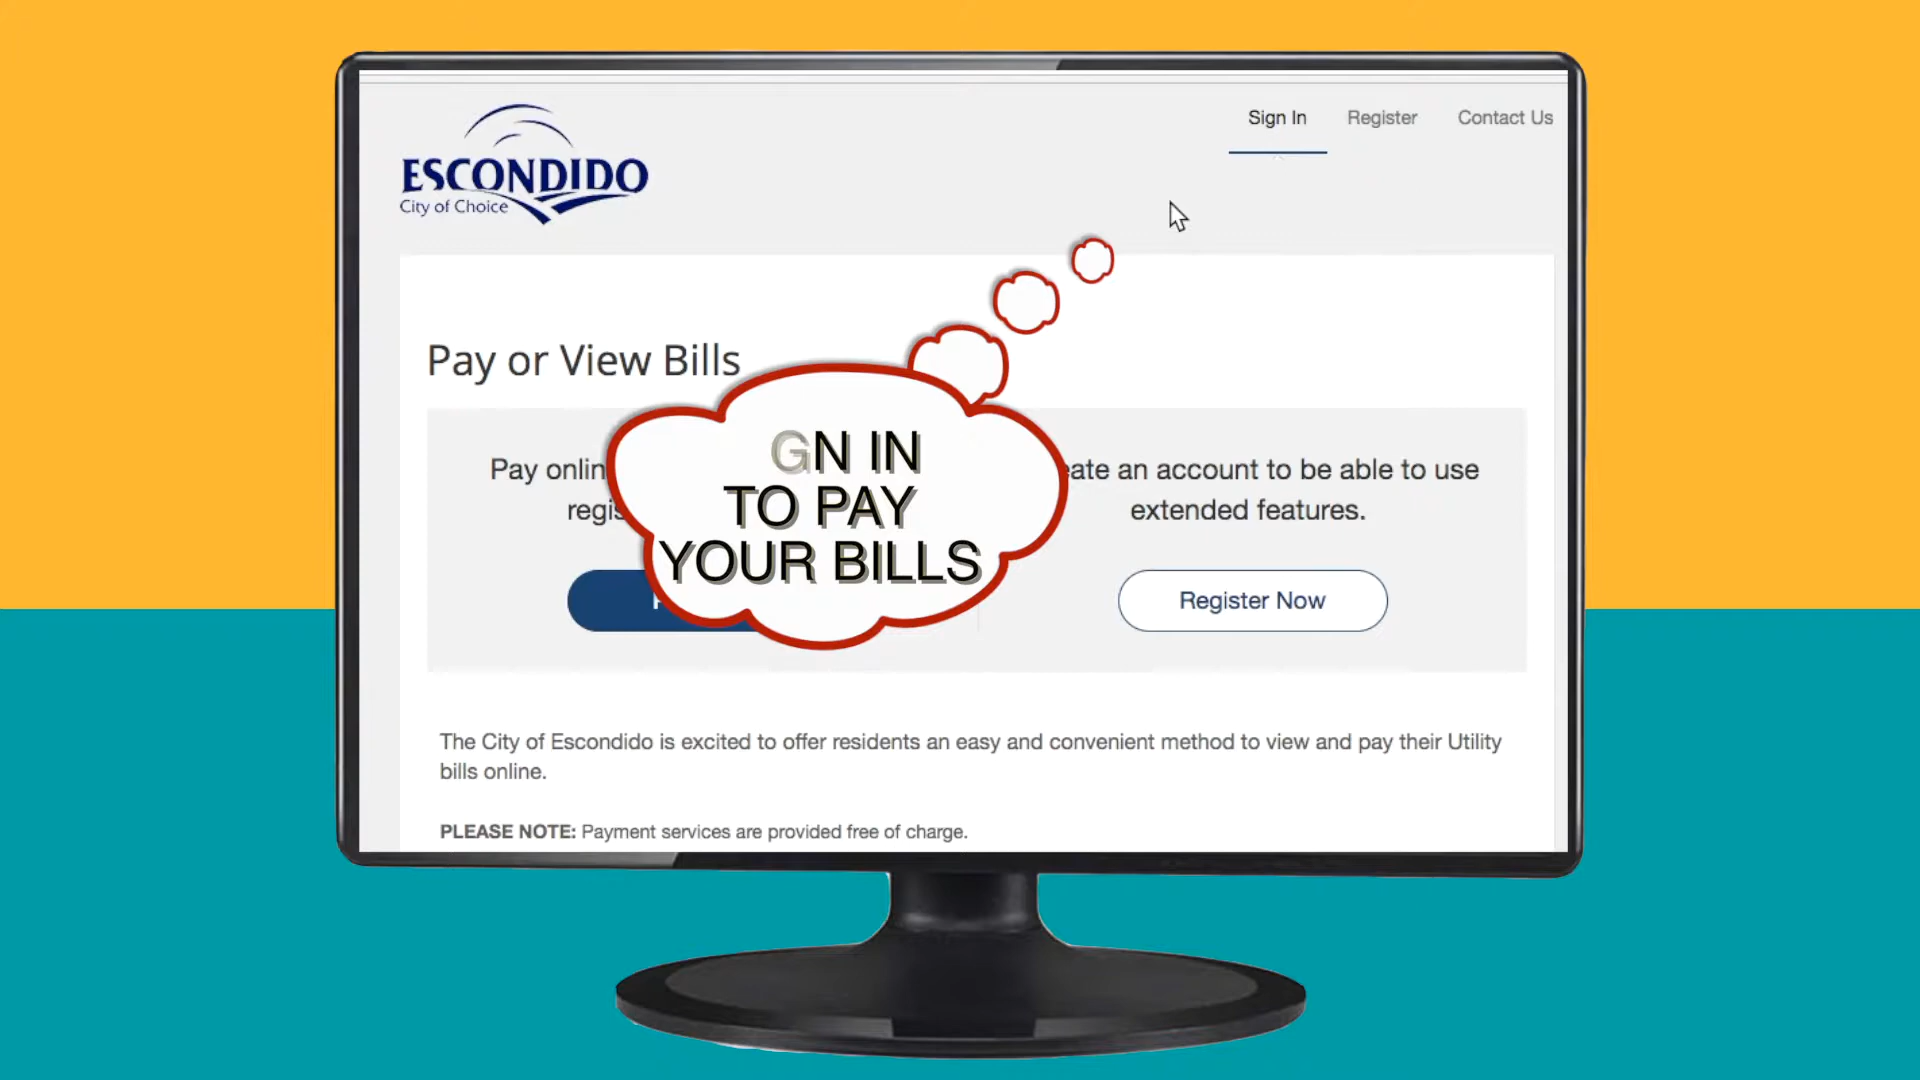 Sign In Register Contact Us
ESCONDIDO
City of Choice
Pay or View Bills
GN IN
TO PAY
YOUR BILLS
Pay
an account to be able to use
extended features.
Register Now
The City of Escondido is excited to offer residents an easy and convenient method to view and pay their Utility
bills online.
PLEASE NOTE: Payment services are provided free of charge.